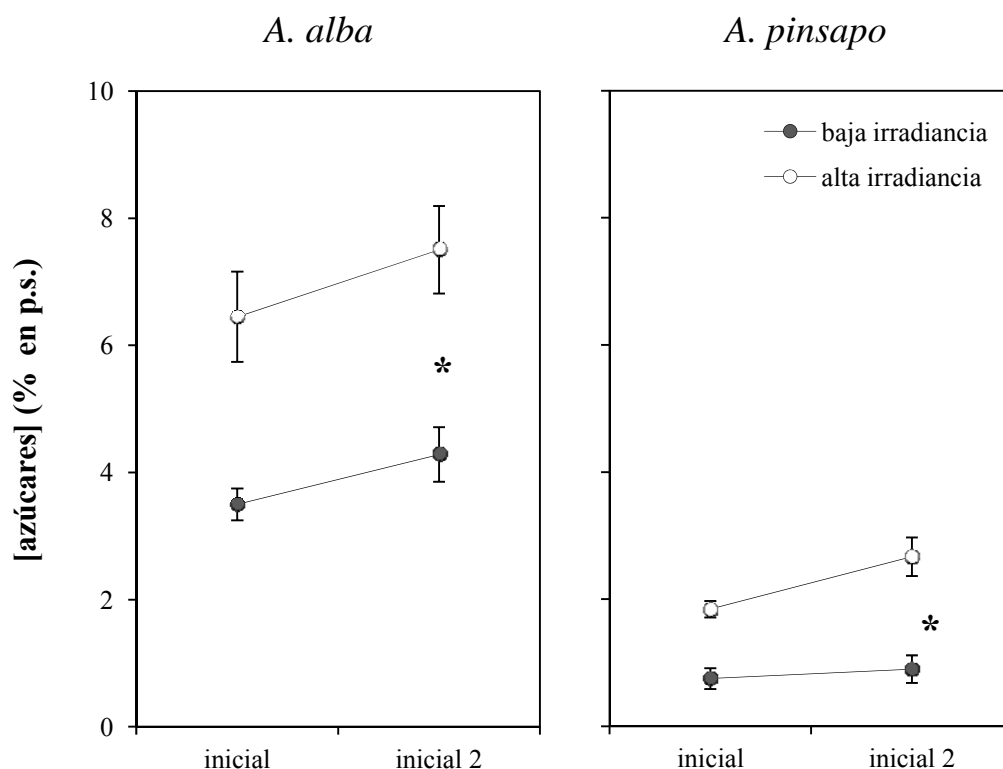 A. alba
A. pinsapo
10
8
6
4
2
0
[azúcares] (% en p.s.)
*
*
baja irradiancia
alta irradiancia
inicial
inicial 2
inicial
inicial 2